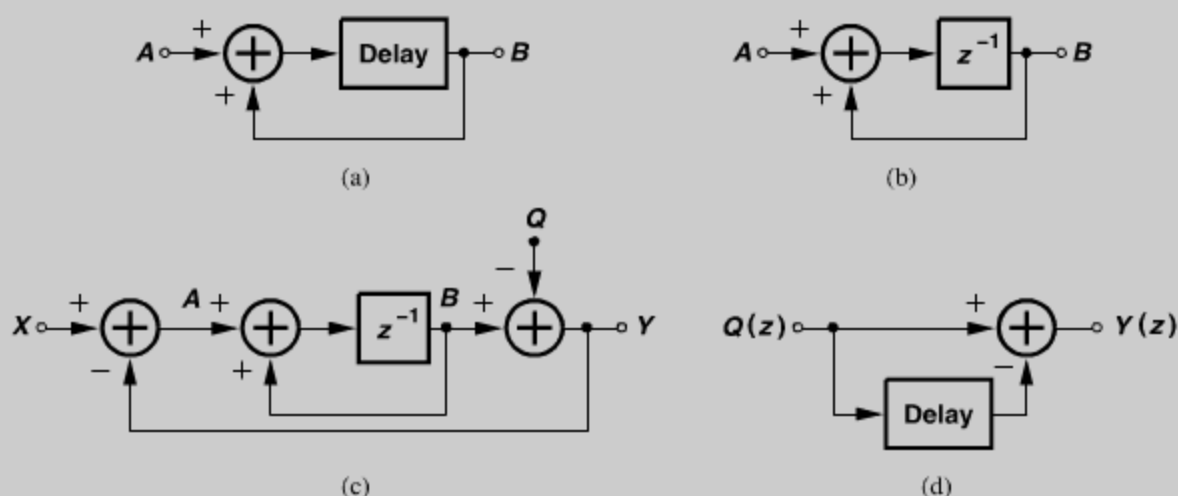 A + + Delay B
(a)
A + + z⁻¹ B
(b)
Q
X + − A + + z⁻¹ B + − Y
(c)
Q(z) + − Delay Y(z)
(d)